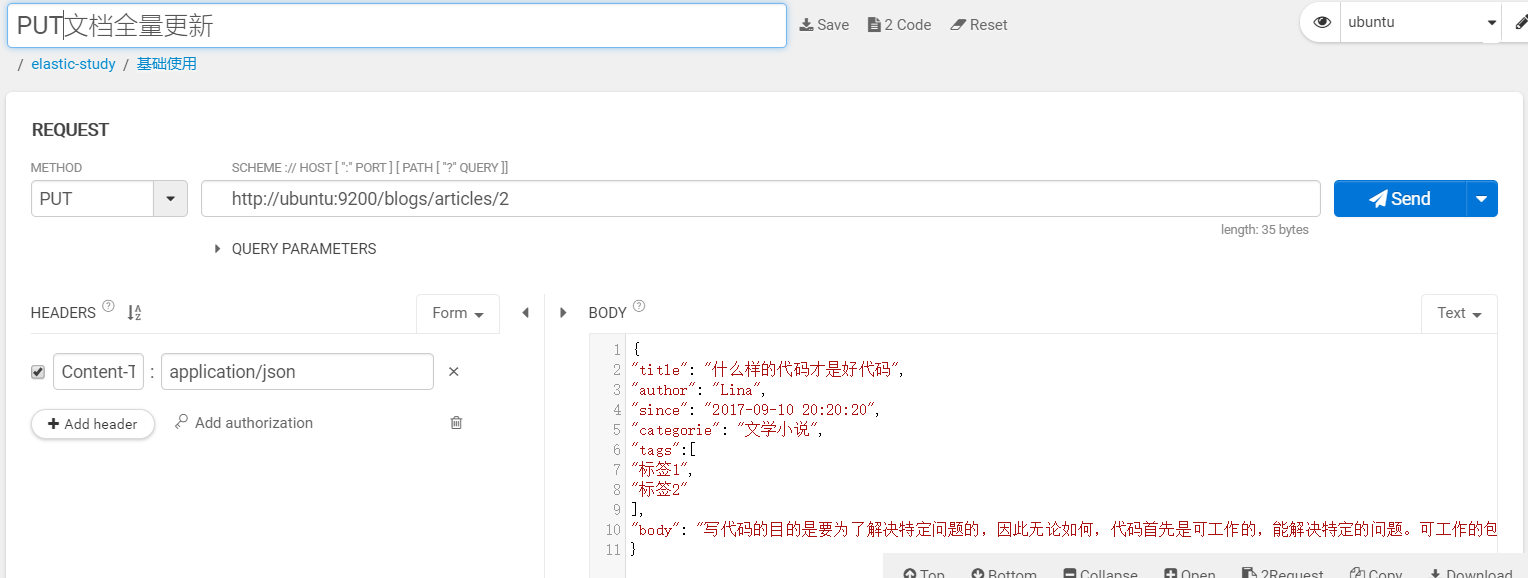 PUT文档全量更新
Save
2 Code
Reset
ubuntu
/ elastic-study / 基础使用
REQUEST
METHOD
SCHEME :// HOST [ ":" PORT ] [ PATH [ "?" QUERY ]]
PUT
http://ubuntu:9200/blogs/articles/2
Send
length: 35 bytes
QUERY PARAMETERS
HEADERS
Form
BODY
Text
Content-T : application/json
Add header
Add authorization
1 {
2 "title": "什么样的代码才是好代码",
3 "author": "Lina",
4 "since": "2017-09-10 20:20:20",
5 "categorie": "文学小说",
6 "tags":[
7 "标签1",
8 "标签2"
9 ],
10 "body": "写代码的目的是要为了解决特定问题的，因此无论如何，代码首先是可工作的，能解决特定的问题。可工作的包
11 }
Top
Bottom
Collapse
Open
2Request
Copy
Download